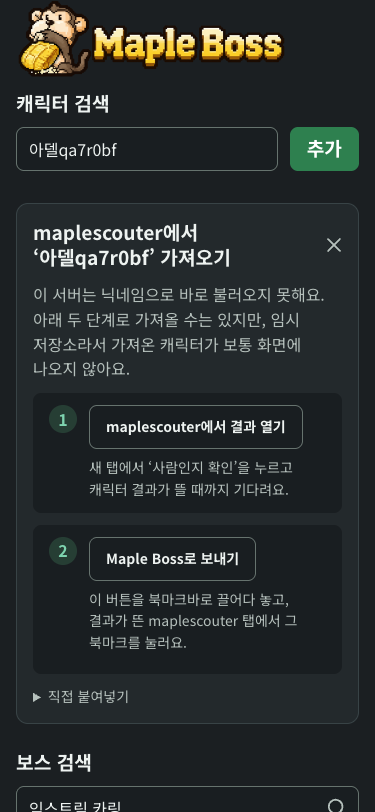 Maple Boss
캐릭터 검색
아델qa7r0bf
추가
maplescouter에서
‘아델qa7r0bf’ 가져오기
이 서버는 닉네임으로 바로 불러오지 못해요.
아래 두 단계로 가져올 수는 있지만, 임시
저장소라서 가져온 캐릭터가 보통 화면에
나오지 않아요.
1
maplescouter에서 결과 열기
새 탭에서 ‘사람인지 확인’을 누르고
캐릭터 결과가 뜰 때까지 기다려요.
2
Maple Boss로 보내기
이 버튼을 북마크바로 끌어다 놓고,
결과가 뜬 maplescouter 탭에서 그
북마크를 눌러요.
직접 붙여넣기
보스 검색
익스트림 카링